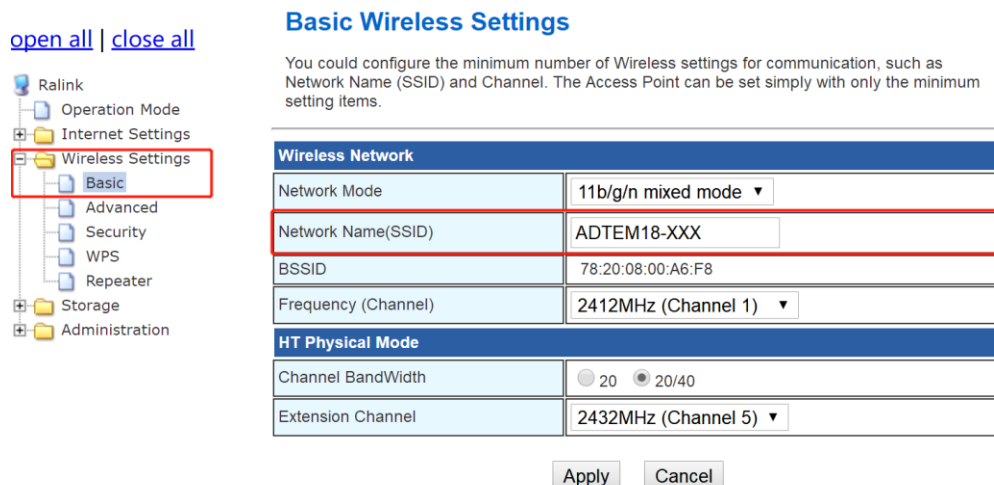 open all | close all
Ralink
Operation Mode
Internet Settings
Wireless Settings
Basic
Advanced
Security
WPS
Repeater
Storage
Administration
Basic Wireless Settings
You could configure the minimum number of Wireless settings for communication, such as
Network Name (SSID) and Channel. The Access Point can be set simply with only the minimum
setting items.
Wireless Network
Network Mode 11b/g/n mixed mode
Network Name(SSID) ADTEM18-XXX
BSSID 78:20:08:00:A6:F8
Frequency (Channel) 2412MHz (Channel 1)
HT Physical Mode
Channel BandWidth 20 20/40
Extension Channel 2432MHz (Channel 5)
Apply Cancel